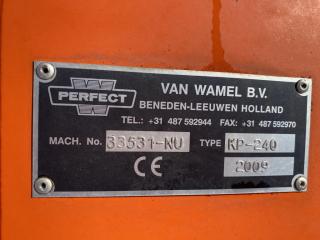 W
PERFECT
VAN WAMEL B.V.
BENEDEN-LEEUWEN HOLLAND
TEL.: +31 487 592944 FAX: +31 487 592970
MACH. No. 33531-NU TYPE KP-240
CE 2009